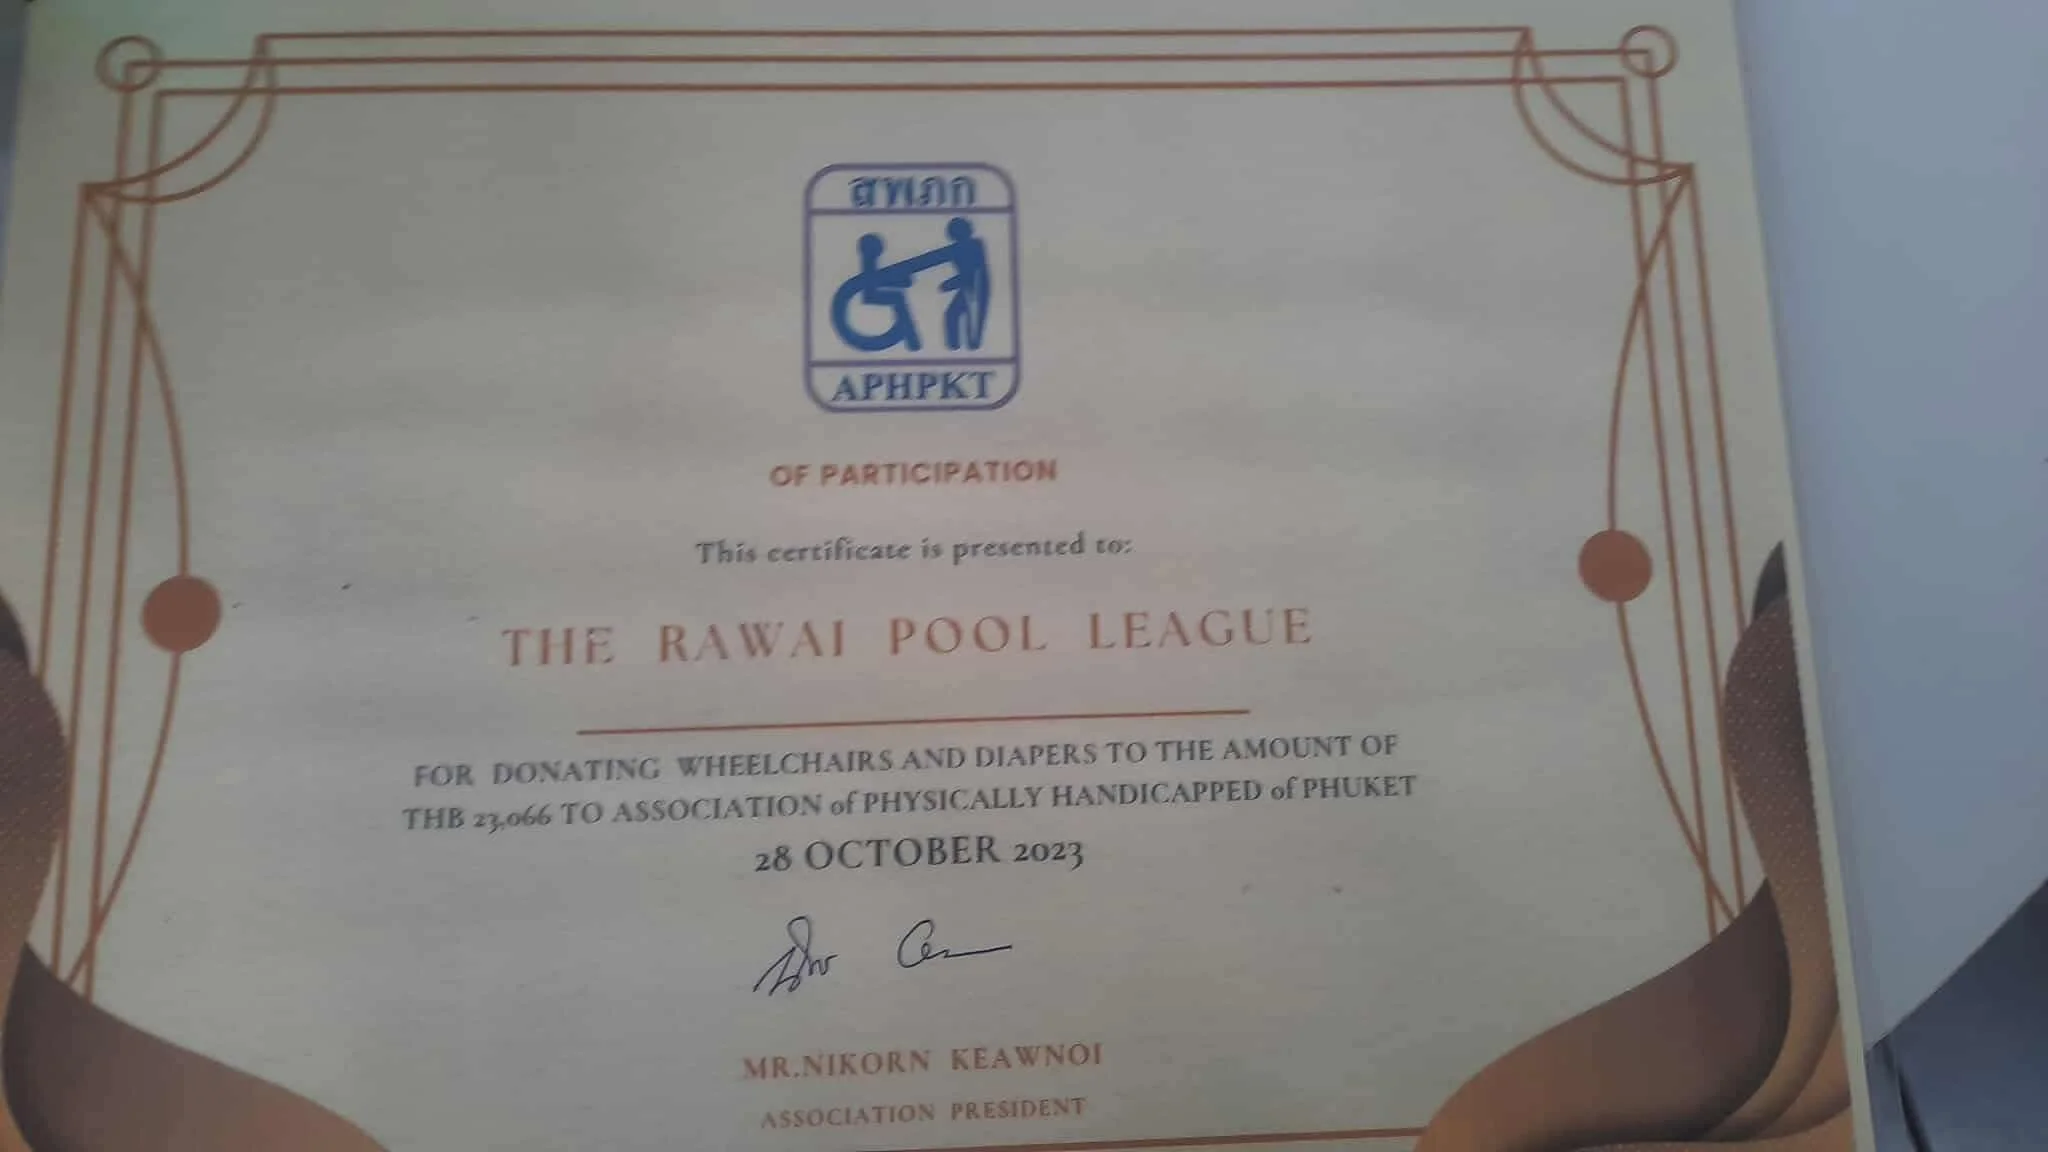 สพภก
APHPKT
OF PARTICIPATION
This certificate is presented to:
THE RAWAI POOL LEAGUE
FOR DONATING WHEELCHAIRS AND DIAPERS TO THE AMOUNT OF
THB 23,066 TO ASSOCIATION of PHYSICALLY HANDICAPPED of PHUKET
28 OCTOBER 2023
MR.NIKORN KEAWNOI
ASSOCIATION PRESIDENT